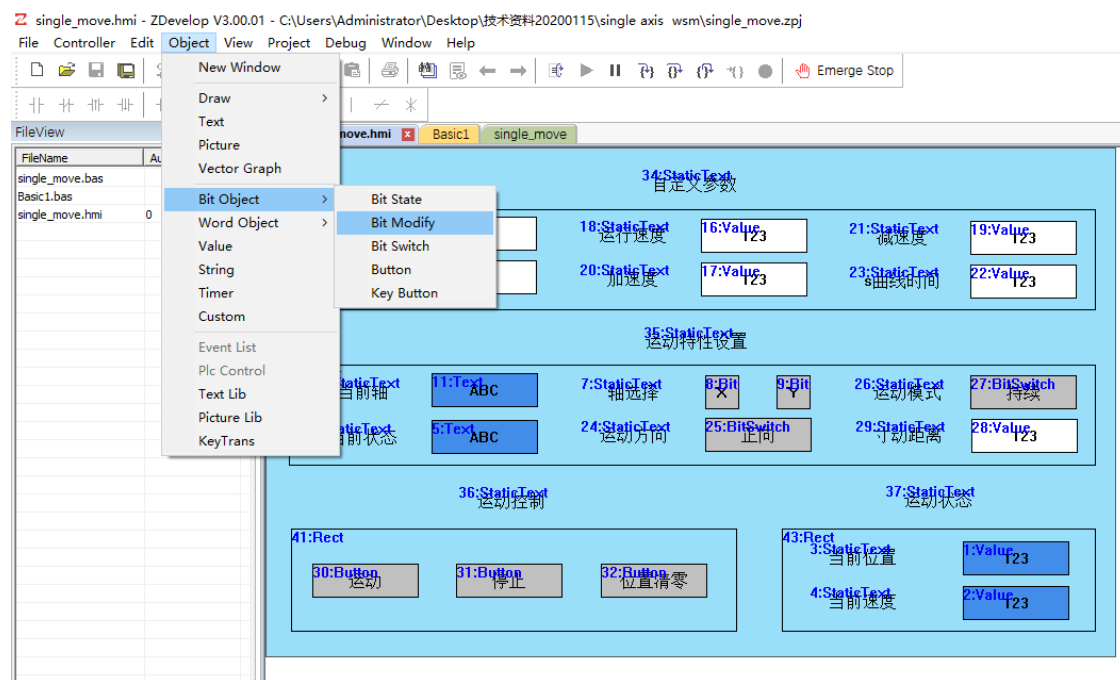 single_move.hmi - ZDevelop V3.00.01 - C:\Users\Administrator\Desktop\技术资料20200115\single axis  wsm\single_move.zpj
File Controller Edit Object View Project Debug Window Help
New Window
Emerge Stop
Draw
Text
Picture
Vector Graph
Bit Object
Word Object
Value
String
Timer
Custom
Event List
Plc Control
Text Lib
Picture Lib
KeyTrans
Bit State
Bit Modify
Bit Switch
Button
Key Button
FileView
move.hmi Basic1 single_move
FileName Au
single_move.bas
Basic1.bas
single_move.hmi 0
34:StaticText
自定义参数
18:StaticText 16:Value 21:StaticText 19:Value
运行速度 123 减速度 123
20:StaticText 17:Value 23:StaticText 22:Value
加速度 123 s曲线时间 123
35:StaticText
运动特性设置
taticText 11:Text 7:StaticText 8:Bit 9:Bit 26:StaticText 27:BitSwitch
当前轴 ABC 轴选择 X Y 运动模式 持续
aticText 5:Text 24:StaticText 25:BitSwitch 29:StaticText 28:Value
前状态 ABC 运动方向 正向 寸动距离 123
36:StaticText 37:StaticText
运动控制 运动状态
41:Rect 43:Rect
3:StaticText 1:Value
当前位置 123
30:Button 31:Button 32:Button
运动 停止 位置清零
4:StaticText 2:Value
当前速度 123